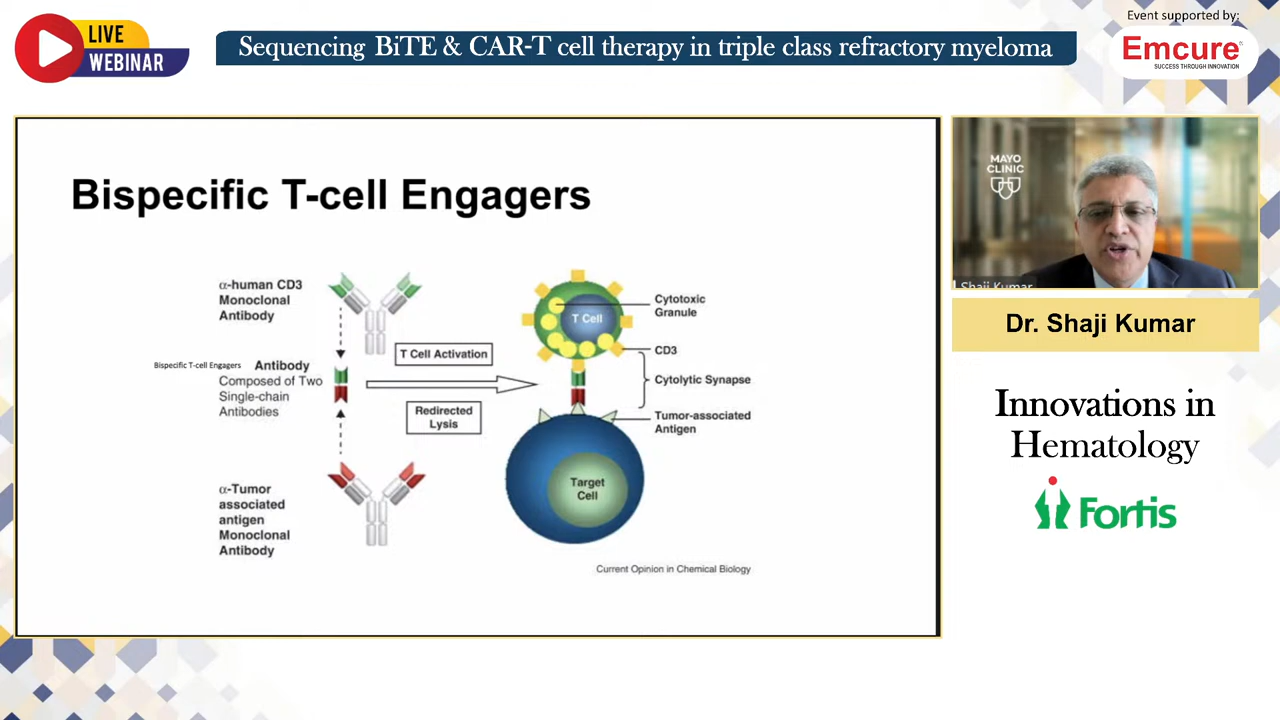 LIVE
WEBINAR
Sequencing BiTE & CAR-T cell therapy in triple class refractory myeloma
Event supported by:
Emcure®
SUCCESS THROUGH INNOVATION
Bispecific T-cell Engagers
α-human CD3
Monoclonal
Antibody
Bispecific T-cell Engagers Antibody
Composed of Two
Single-chain
Antibodies
α-Tumor
associated
antigen
Monoclonal
Antibody
T Cell Activation
Redirected
Lysis
T Cell
Cytotoxic
Granule
CD3
Cytolytic Synapse
Tumor-associated
Antigen
Target
Cell
Current Opinion in Chemical Biology
MAYO
CLINIC
Shaji Kumar
Dr. Shaji Kumar
Innovations in
Hematology
Fortis